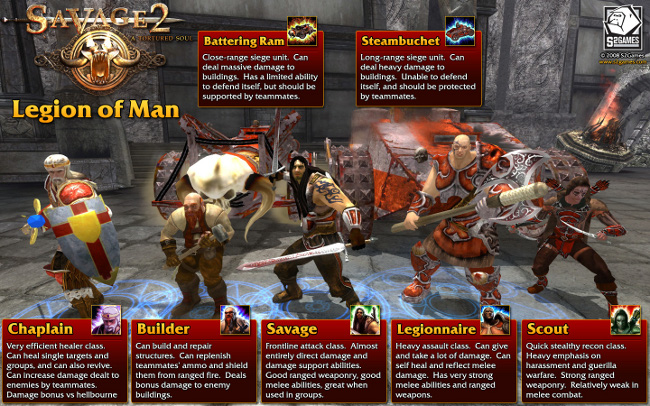 SAVAGE 2
A TORTURED SOUL
Legion of Man
Battering Ram
Close-range siege unit. Can
deal massive damage to
buildings. Has a limited ability
to defend itself, but should be
supported by teammates.
Steambuchet
Long-range siege unit. Can
deal heavy damage to
buildings. Unable to defend
itself, and should be protected
by teammates.
S2GAMES
© 2008 S2Games
www.s2games.com
Chaplain
Very efficient healer class.
Can heal single targets and
groups, and can also revive.
Can increase damage dealt to
enemies by teammates.
Damage bonus vs hellbourne
Builder
Can build and repair
structures. Can replenish
teammates' ammo and shield
them from ranged fire. Deals
bonus damage to enemy
buildings.
Savage
Frontline attack class. Almost
entirely direct damage and
damage support abilities.
Good ranged weaponry, good
melee abilities, great when
used in groups.
Legionnaire
Heavy assault class. Can give
and take a lot of damage. Can
self heal and reflect melee
damage. Has very strong
melee abilities and ranged
weapons.
Scout
Quick stealthy recon class.
Heavy emphasis on
harassment and guerilla
warfare. Strong ranged
weaponry. Relatively weak in
melee combat.